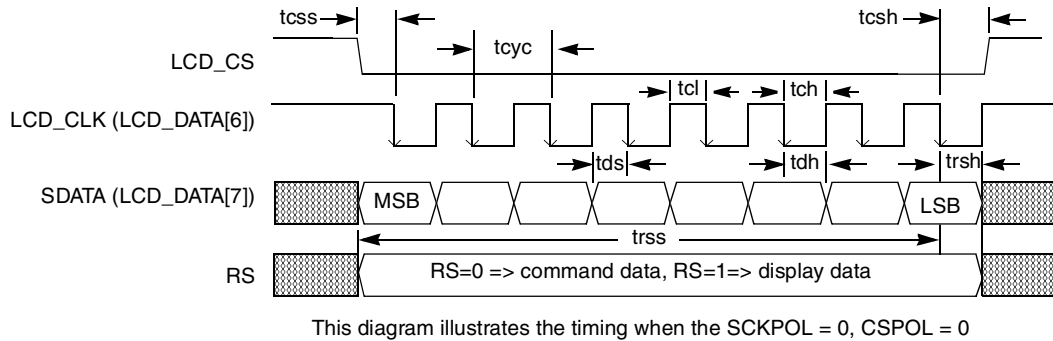 tcss
tcsh
tcyc
LCD_CS
tcl
tch
LCD_CLK (LCD_DATA[6])
tds
tdh
trsh
SDATA (LCD_DATA[7])
MSB
LSB
trss
RS
RS=0 => command data, RS=1=> display data
This diagram illustrates the timing when the SCKPOL = 0, CSPOL = 0